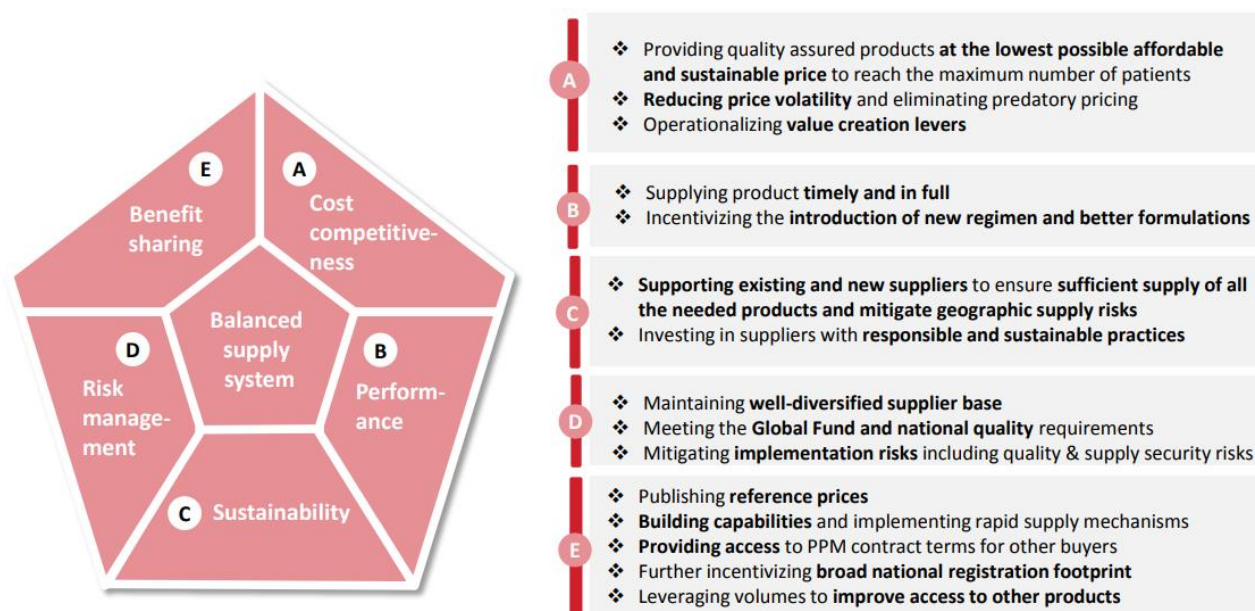 E
Benefit
sharing
A
Cost
competitive-
ness
Balanced
supply
system
D
Risk
manage-
ment
B
Perform-
ance
C
Sustainability
A
❖ Providing quality assured products at the lowest possible affordable
and sustainable price to reach the maximum number of patients
❖ Reducing price volatility and eliminating predatory pricing
❖ Operationalizing value creation levers
B
❖ Supplying product timely and in full
❖ Incentivizing the introduction of new regimen and better formulations
C
❖ Supporting existing and new suppliers to ensure sufficient supply of all
the needed products and mitigate geographic supply risks
❖ Investing in suppliers with responsible and sustainable practices
D
❖ Maintaining well-diversified supplier base
❖ Meeting the Global Fund and national quality requirements
❖ Mitigating implementation risks including quality & supply security risks
E
❖ Publishing reference prices
❖ Building capabilities and implementing rapid supply mechanisms
❖ Providing access to PPM contract terms for other buyers
❖ Further incentivizing broad national registration footprint
❖ Leveraging volumes to improve access to other products